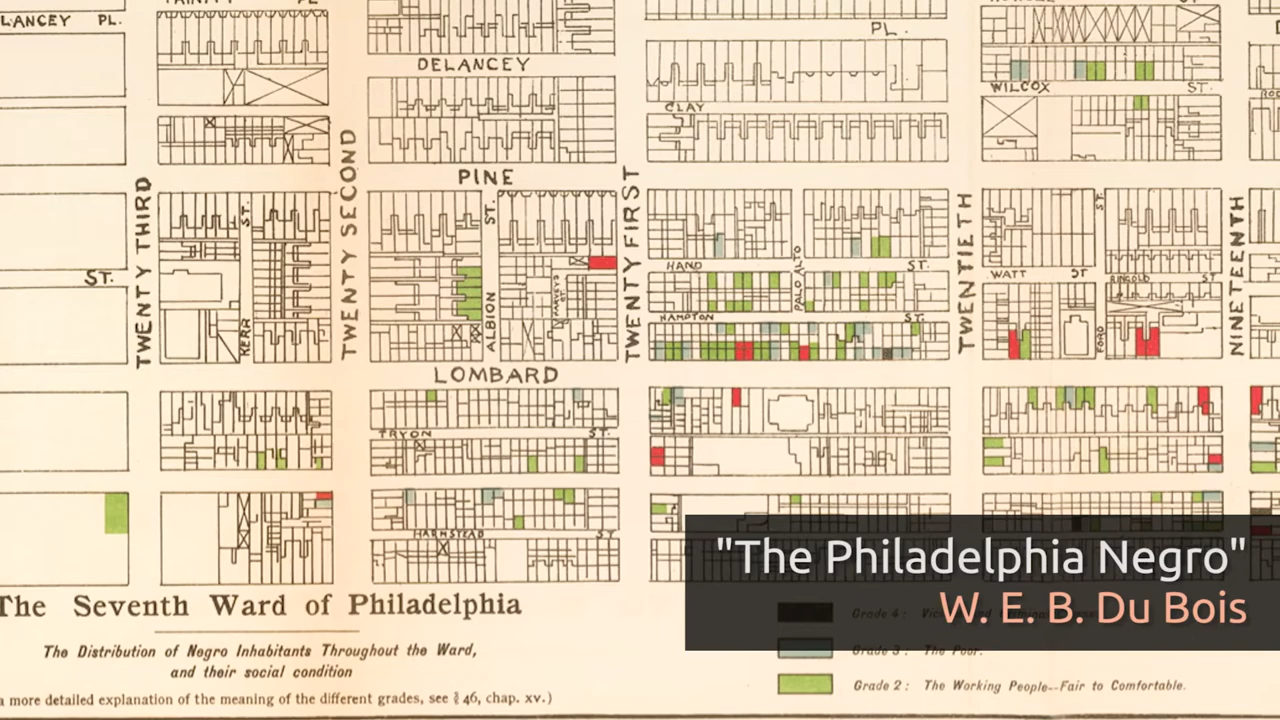 LANCEY PL.
DELANCEY
PL.
CLAY
WILCOX ST.
PINE
TWENTY THIRD
ST.
TWENTY SECOND
ST.
TWENTY FIRST
TWENTIETH
ST.
NINETEENTH
HAND ST.
PALO ALTO
WATT ST
RINGOLD ST
ST.
KERR
ALBION
HAMPTON ST.
FORD
LOMBARD
TRYON ST.
HARMSTEAD ST
"The Philadelphia Negro"
W. E. B. Du Bois
The Seventh Ward of Philadelphia
The Distribution of Negro Inhabitants Throughout the Ward,
and their social condition
a more detailed explanation of the meaning of the different grades, see § 46, chap. xv.)
Grade 4:
Grade 3: The Poor.
Grade 2: The Working People--Fair to Comfortable.